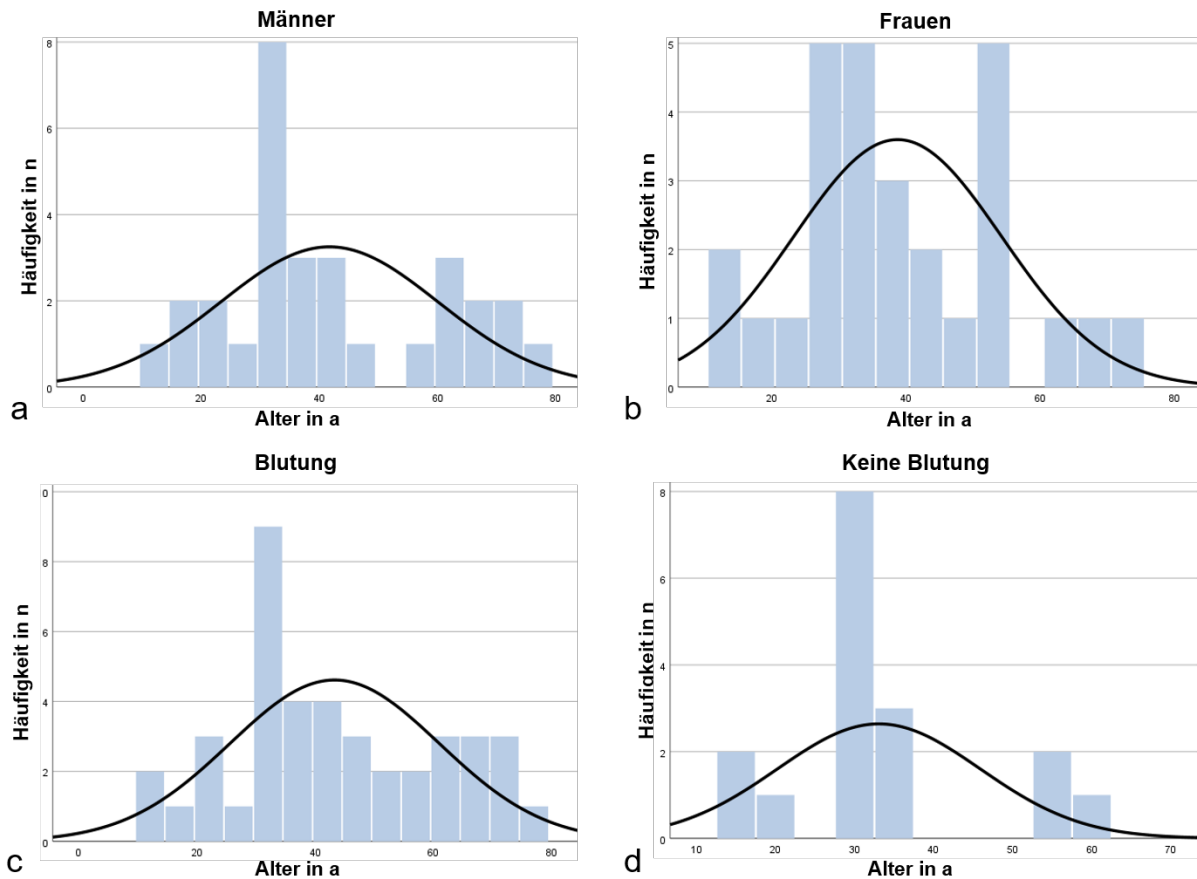 Männer
Häufigkeit in n
8
6
4
2
0
0 20 40 60 80
Alter in a
a
Frauen
Häufigkeit in n
5
4
3
2
1
0
20 40 60 80
Alter in a
b
Blutung
Häufigkeit in n
0
8
6
4
2
0
0 20 40 60 80
Alter in a
c
Keine Blutung
Häufigkeit in n
8
6
4
2
0
10 20 30 40 50 60 70
Alter in a
d